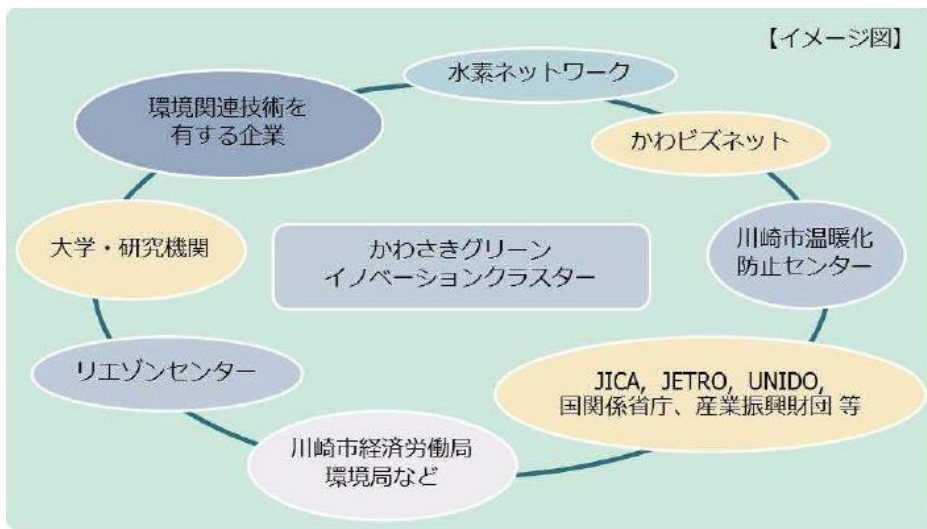 【イメージ図】
水素ネットワーク
環境関連技術を
有する企業
かわビズネット
大学・研究機関
かわさきグリーン
イノベーションクラスター
川崎市温暖化
防止センター
リエゾンセンター
JICA, JETRO, UNIDO,
国関係省庁、産業振興財団 等
川崎市経済労働局
環境局など